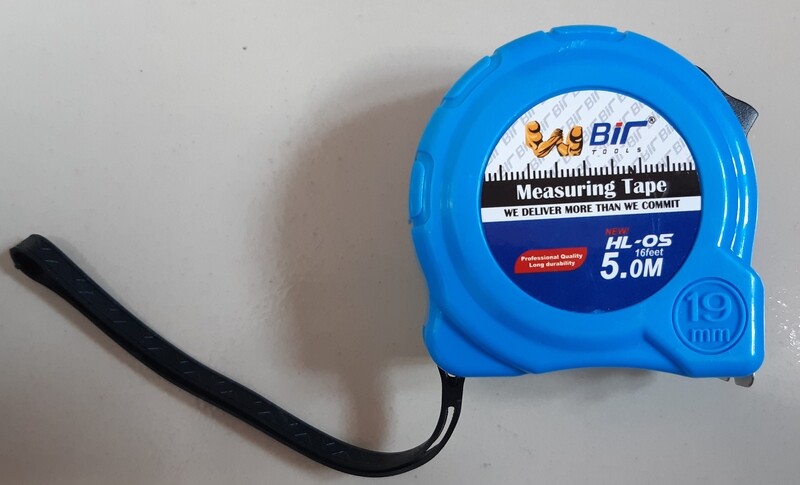 BiT®
TOOLS
Measuring Tape
WE DELIVER MORE THAN WE COMMIT
NEW!
HL-05
16feet
5.0M
Professional Quality
Long durability
19
mm